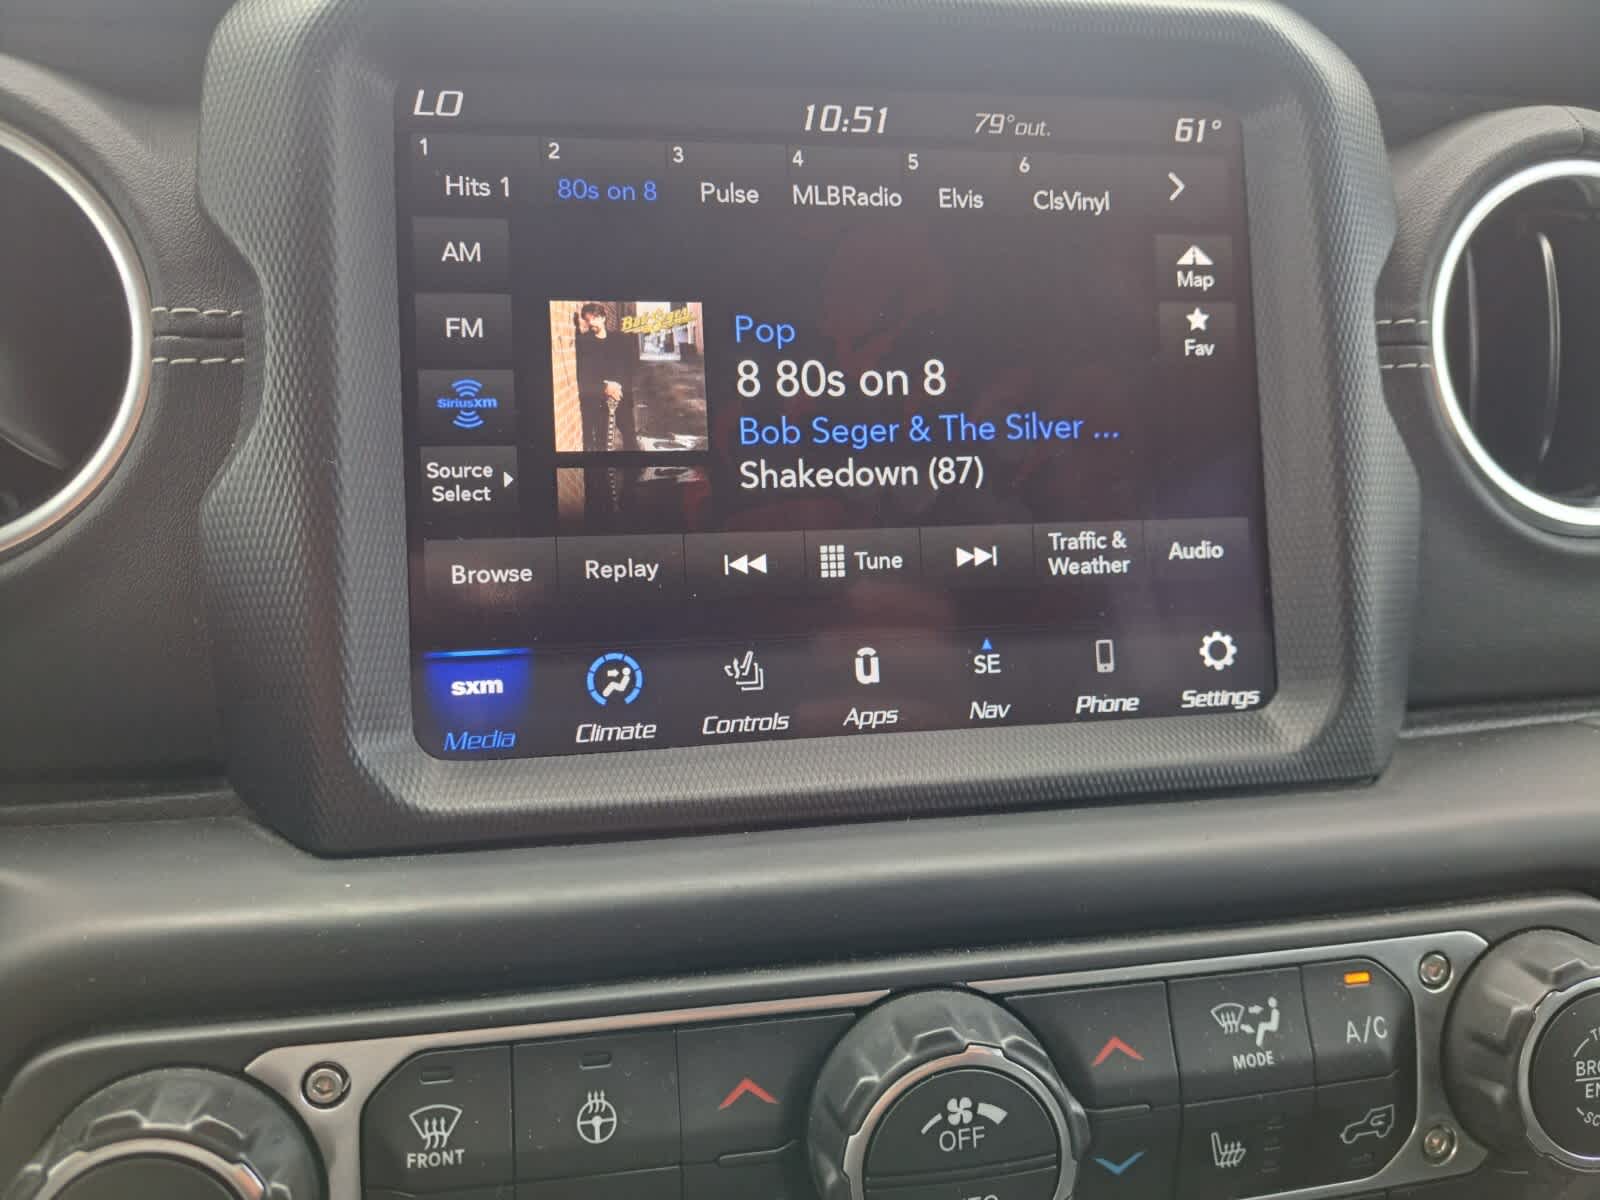 LO 10:51 79°out. 61°
1 2 3 4 5 6
Hits 1 80s on 8 Pulse MLBRadio Elvis ClsVinyl
AM
Map
FM
Fav
Bob Seger
Pop
8 80s on 8
siriusxm
Bob Seger & The Silver ...
Shakedown (87)
Source
Select
Browse Replay Tune Traffic & Audio
Weather
sxm SE
Media Climate Controls Apps Nav Phone Settings
A/C
MODE
FRONT
OFF